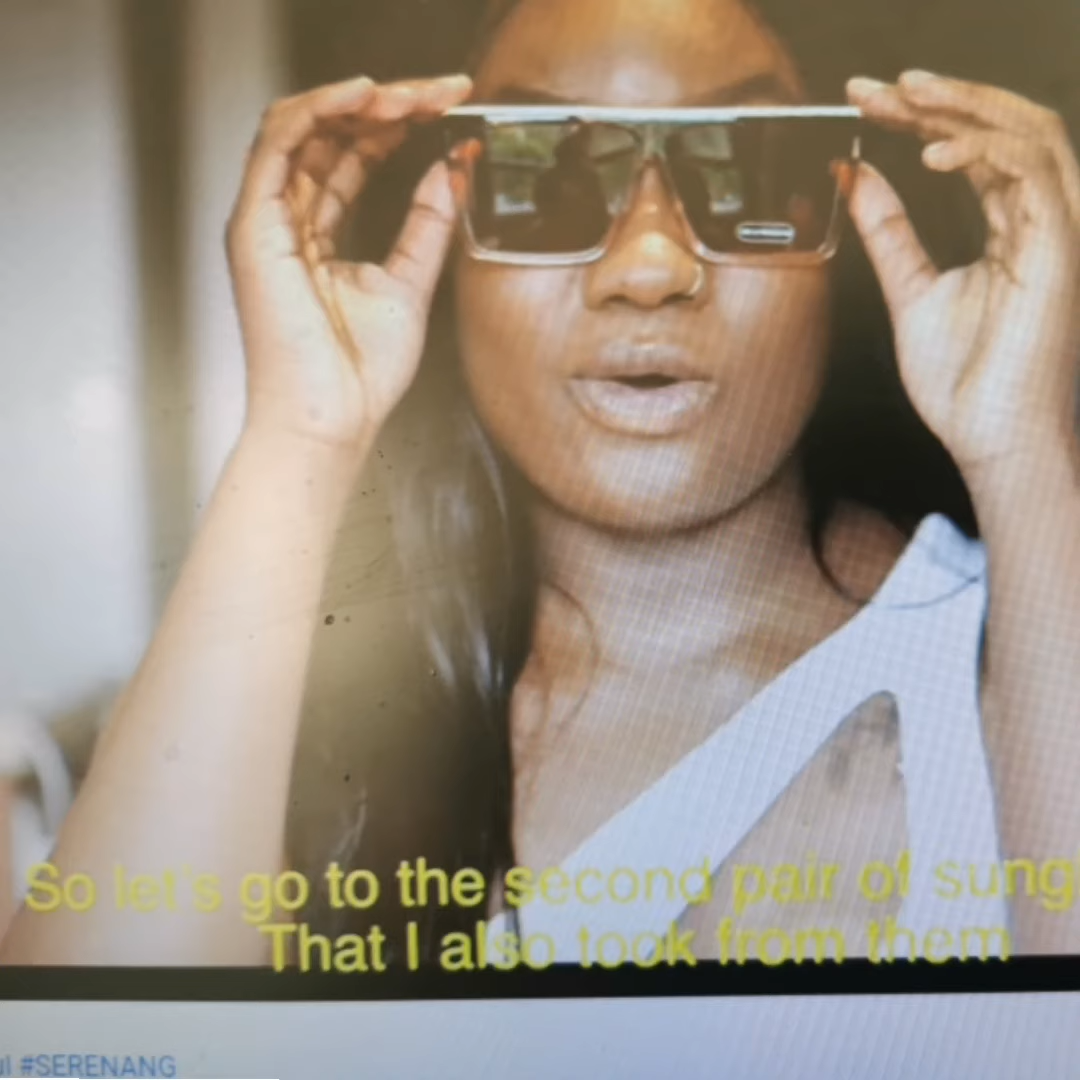 So let's go to the second pair of sung
That I also took from them
#SERENANG